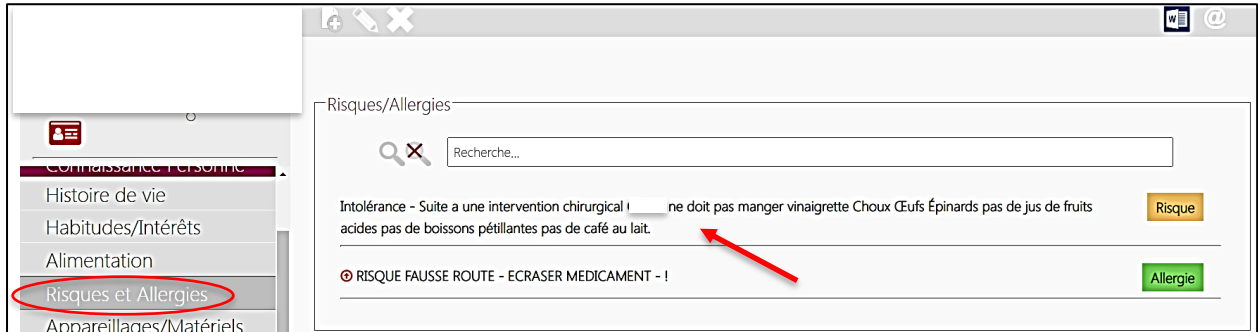 W
@
Risques/Allergies
Recherche...
Connaissance Personne
Histoire de vie
Habitudes/Intérêts
Alimentation
Risques et Allergies
Appareillages/Matériels
Intolérance - Suite a une intervention chirurgical ne doit pas manger vinaigrette Choux Œufs Épinards pas de jus de fruits
acides pas de boissons pétillantes pas de café au lait.
Risque
RISQUE FAUSSE ROUTE - ECRASER MEDICAMENT - !
Allergie